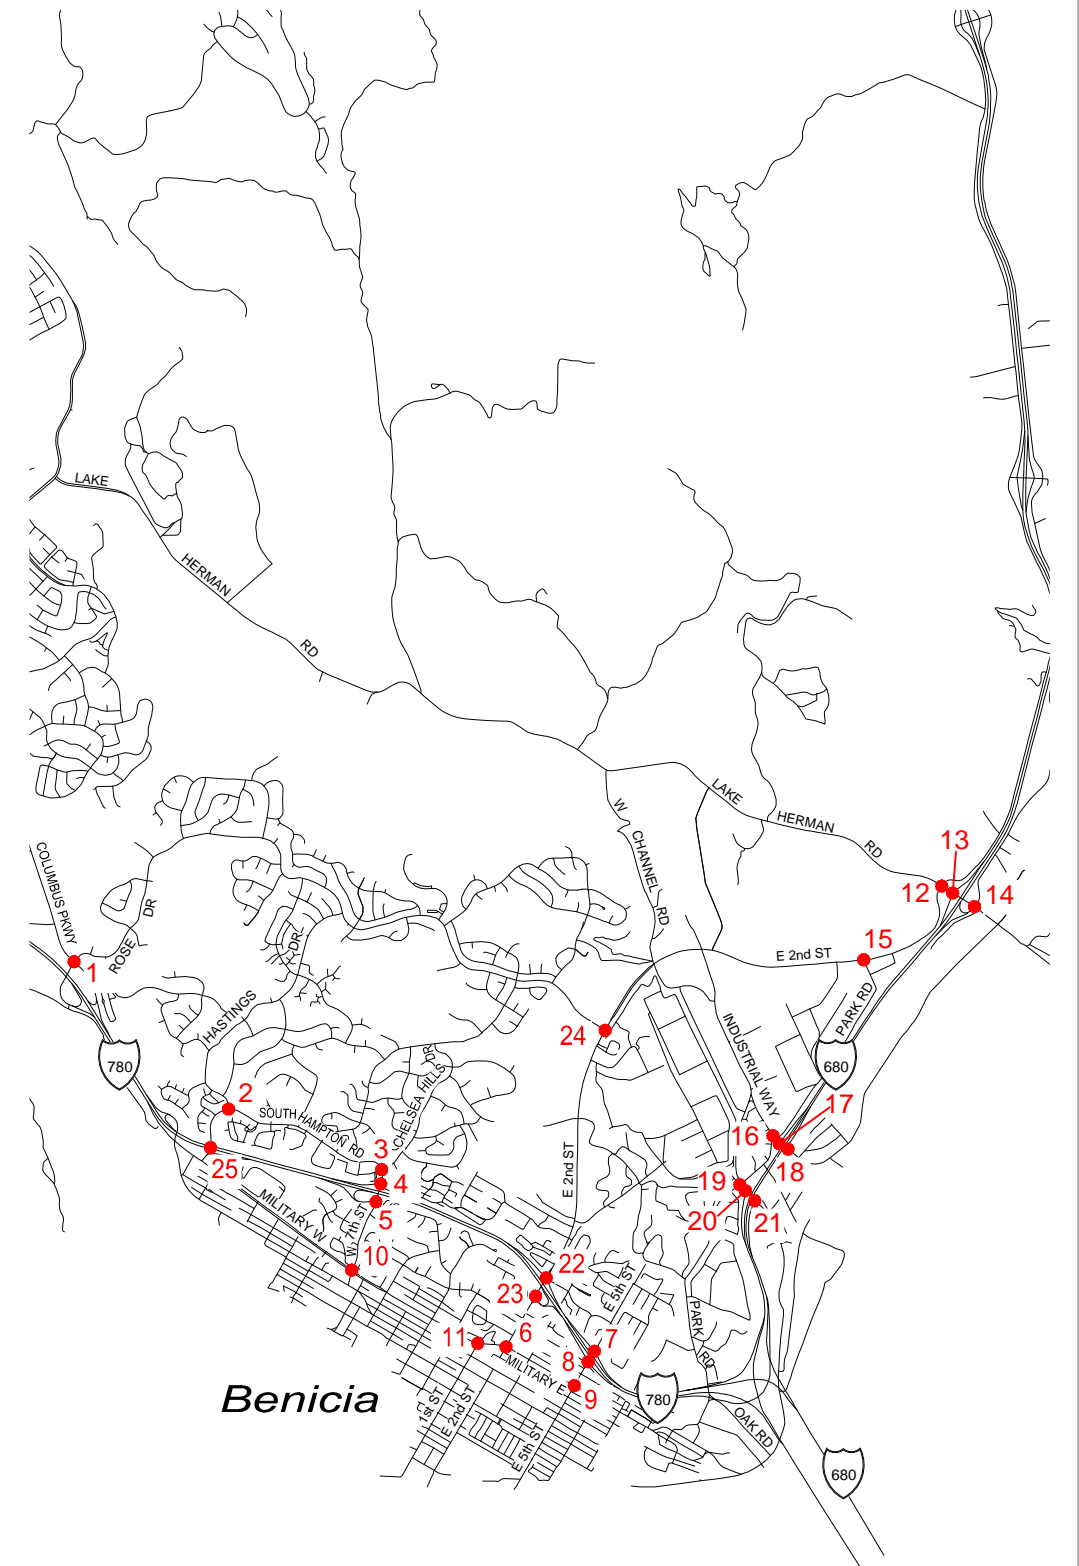 LAKE
HERMAN
RD
W
CHANNEL
RD
LAKE
HERMAN
RD
13
12
14
COLUMBUS PKWY
ROSE
DR
1
DR
HASTINGS
15
E 2nd ST
PARK RD
24
INDUSTRIAL WAY
780
680
2
SOUTH HAMPTON RD
CHELSEA HILLS
DR
17
16
18
3
25
4
5
E 2nd ST
19
20
21
MILITARY W
W 7th ST
10
22
23
E 5th ST
11
6
7
8
MILITARY E
9
PARK
RD
Benicia
1st ST
E 2nd ST
E 5th ST
780
OAK RD
680